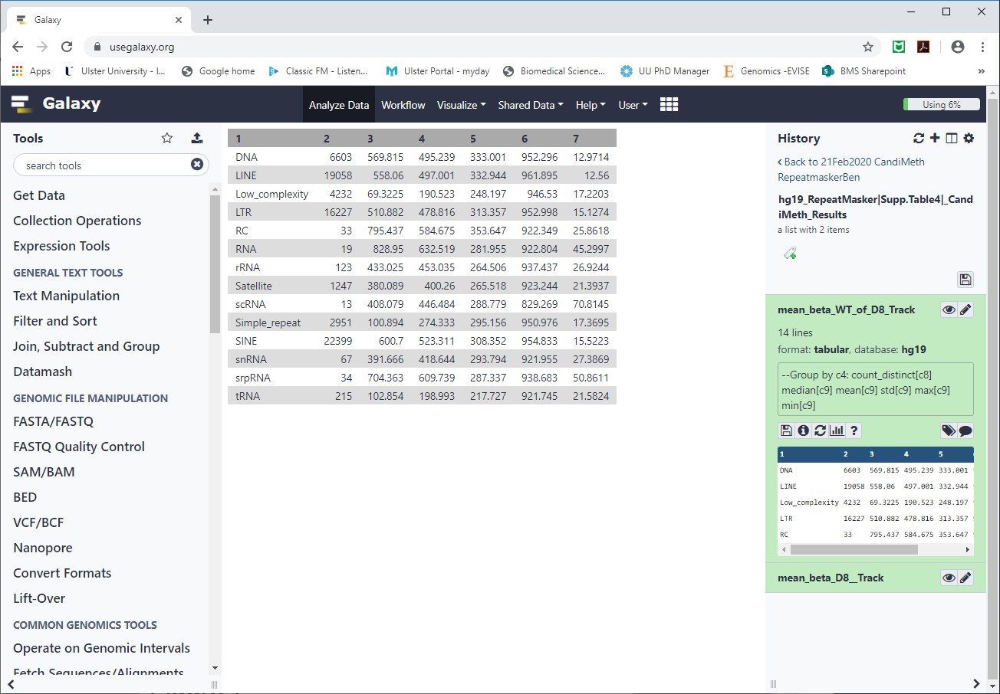 Galaxy
usegalaxy.org
Apps
Ulster University - I...
Google home
Classic FM - Listen...
Ulster Portal - myday
Biomedical Science...
UU PhD Manager
Genomics -EVISE
BMS Sharepoint
»
Galaxy
Analyze Data
Workflow
Visualize
Shared Data
Help
User
Using 6%
Tools
search tools
Get Data
Collection Operations
Expression Tools
GENERAL TEXT TOOLS
Text Manipulation
Filter and Sort
Join, Subtract and Group
Datamash
GENOMIC FILE MANIPULATION
FASTA/FASTQ
FASTQ Quality Control
SAM/BAM
BED
VCF/BCF
Nanopore
Convert Formats
Lift-Over
COMMON GENOMICS TOOLS
Operate on Genomic Intervals
Fetch Sequences/Alignments
1 2 3 4 5 6 7
DNA 6603 569.815 495.239 333.001 952.296 12.9714
LINE 19058 558.06 497.001 332.944 961.895 12.56
Low_complexity 4232 69.3225 190.523 248.197 946.53 17.2203
LTR 16227 510.882 478.816 313.357 952.998 15.1274
RC 33 795.437 584.675 353.647 922.349 25.8618
RNA 19 828.95 632.519 281.955 922.804 45.2997
rRNA 123 433.025 453.035 264.506 937.437 26.9244
Satellite 1247 380.089 400.26 265.518 923.244 21.3937
scRNA 13 408.079 446.484 288.779 829.269 70.8145
Simple_repeat 2951 100.894 274.333 295.156 950.976 17.3695
SINE 22399 600.7 523.311 308.352 954.833 15.5223
snRNA 67 391.666 418.644 293.794 921.955 27.3869
srpRNA 34 704.363 609.739 287.337 938.683 50.8611
tRNA 215 102.854 198.993 217.727 921.745 21.5824
History
Back to 21Feb2020 CandiMeth
RepeatmaskerBen
hg19_RepeatMasker|Supp.Table4|_Candi
iMeth_Results
a list with 2 items
mean_beta_WT_of_D8_Track
14 lines
format: tabular, database: hg19
--Group by c4: count_distinct[c8]
median[c9] mean[c9] std[c9] max[c9]
min[c9]
1 2 3 4 5
DNA 6603 569.815 495.239 333.001
LINE 19058 558.06 497.001 332.944
Low_complexity 4232 69.3225 190.523 248.197
LTR 16227 510.882 478.816 313.357
RC 33 795.437 584.675 353.647
mean_beta_D8__Track